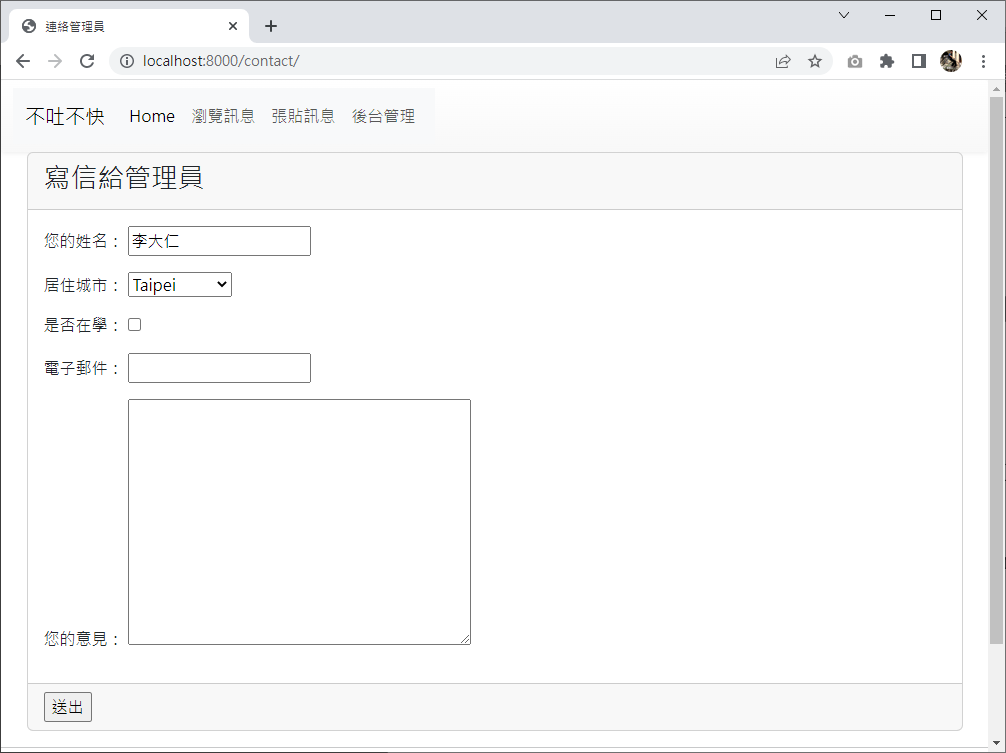 連絡管理員
localhost:8000/contact/
不吐不快 Home 瀏覽訊息 張貼訊息 後台管理
寫信給管理員
您的姓名： 李大仁
居住城市： Taipei
是否在學：
電子郵件：
您的意見：
送出